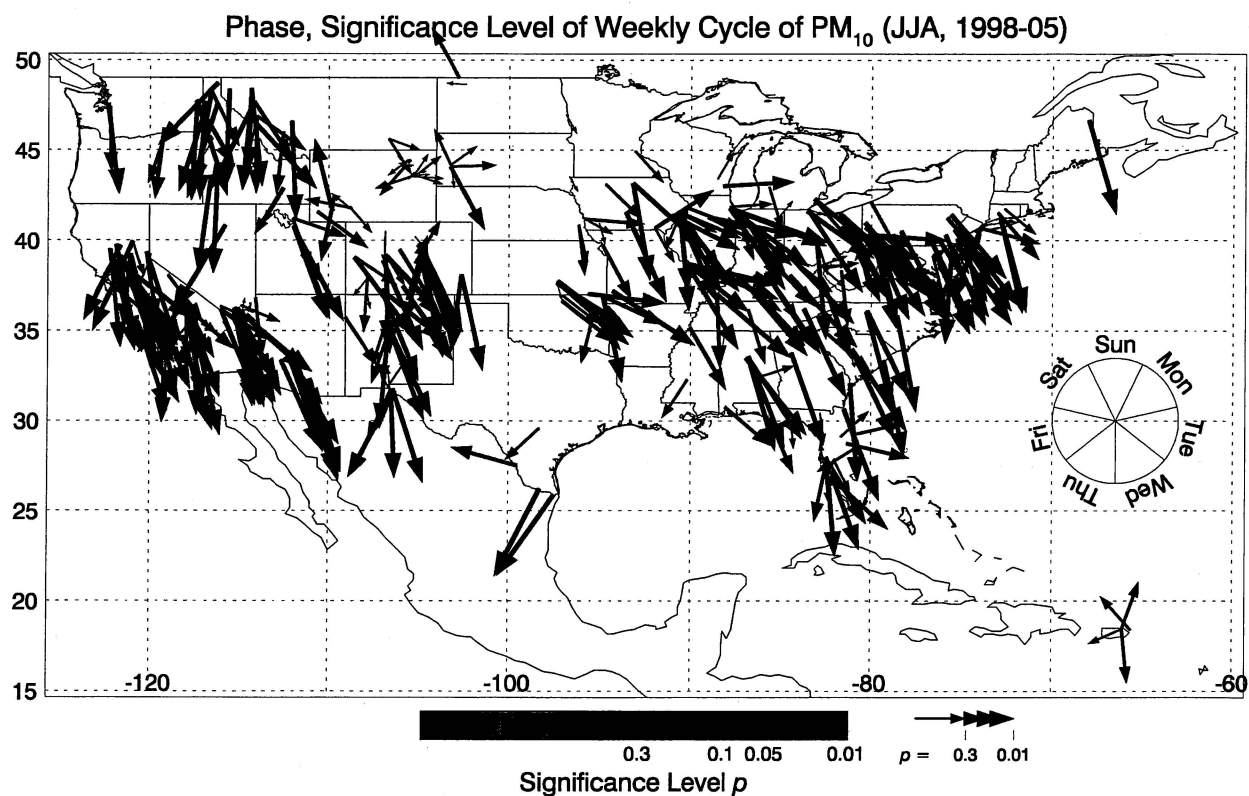 Phase, Significance Level of Weekly Cycle of PM10 (JJA, 1998-05)
50
45
40
35
30
25
20
15
-120
-100
-80
-60
Sun
Mon
Tue
Wed
Thu
Fri
Sat
0.3 0.1 0.05 0.01
p = 0.3 0.01
Significance Level p